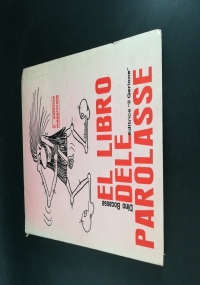 EL LIBRO
DELE
PAROLASSE
Dino Bocassa
Editrice "il Gerione"